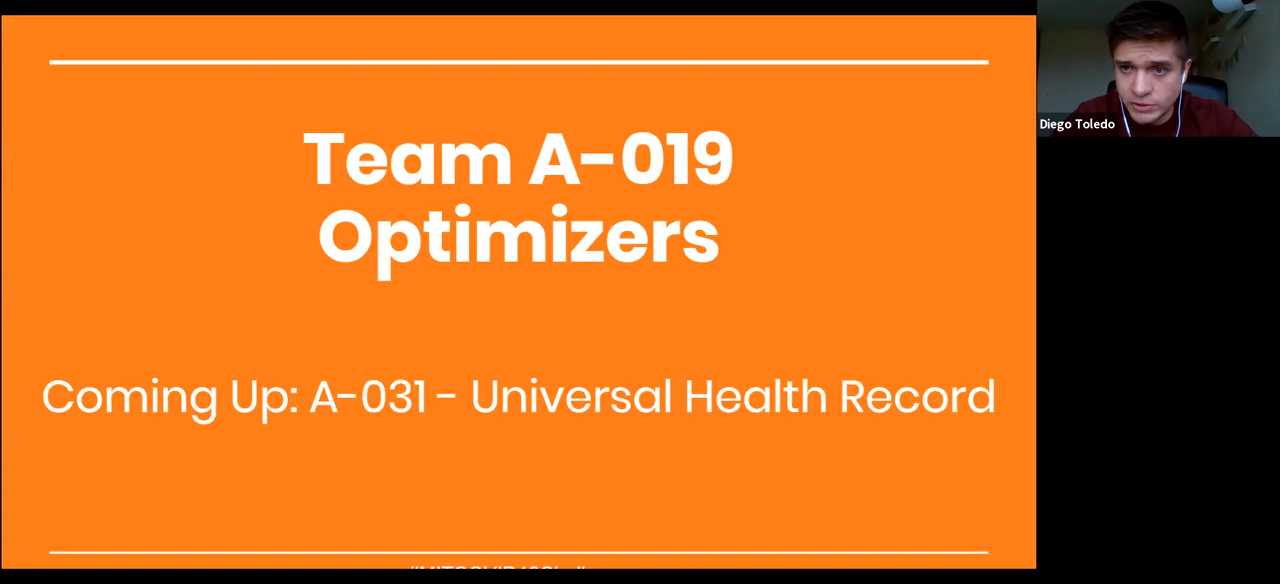 Team A-019
Optimizers
Coming Up: A-031 - Universal Health Record
Diego Toledo